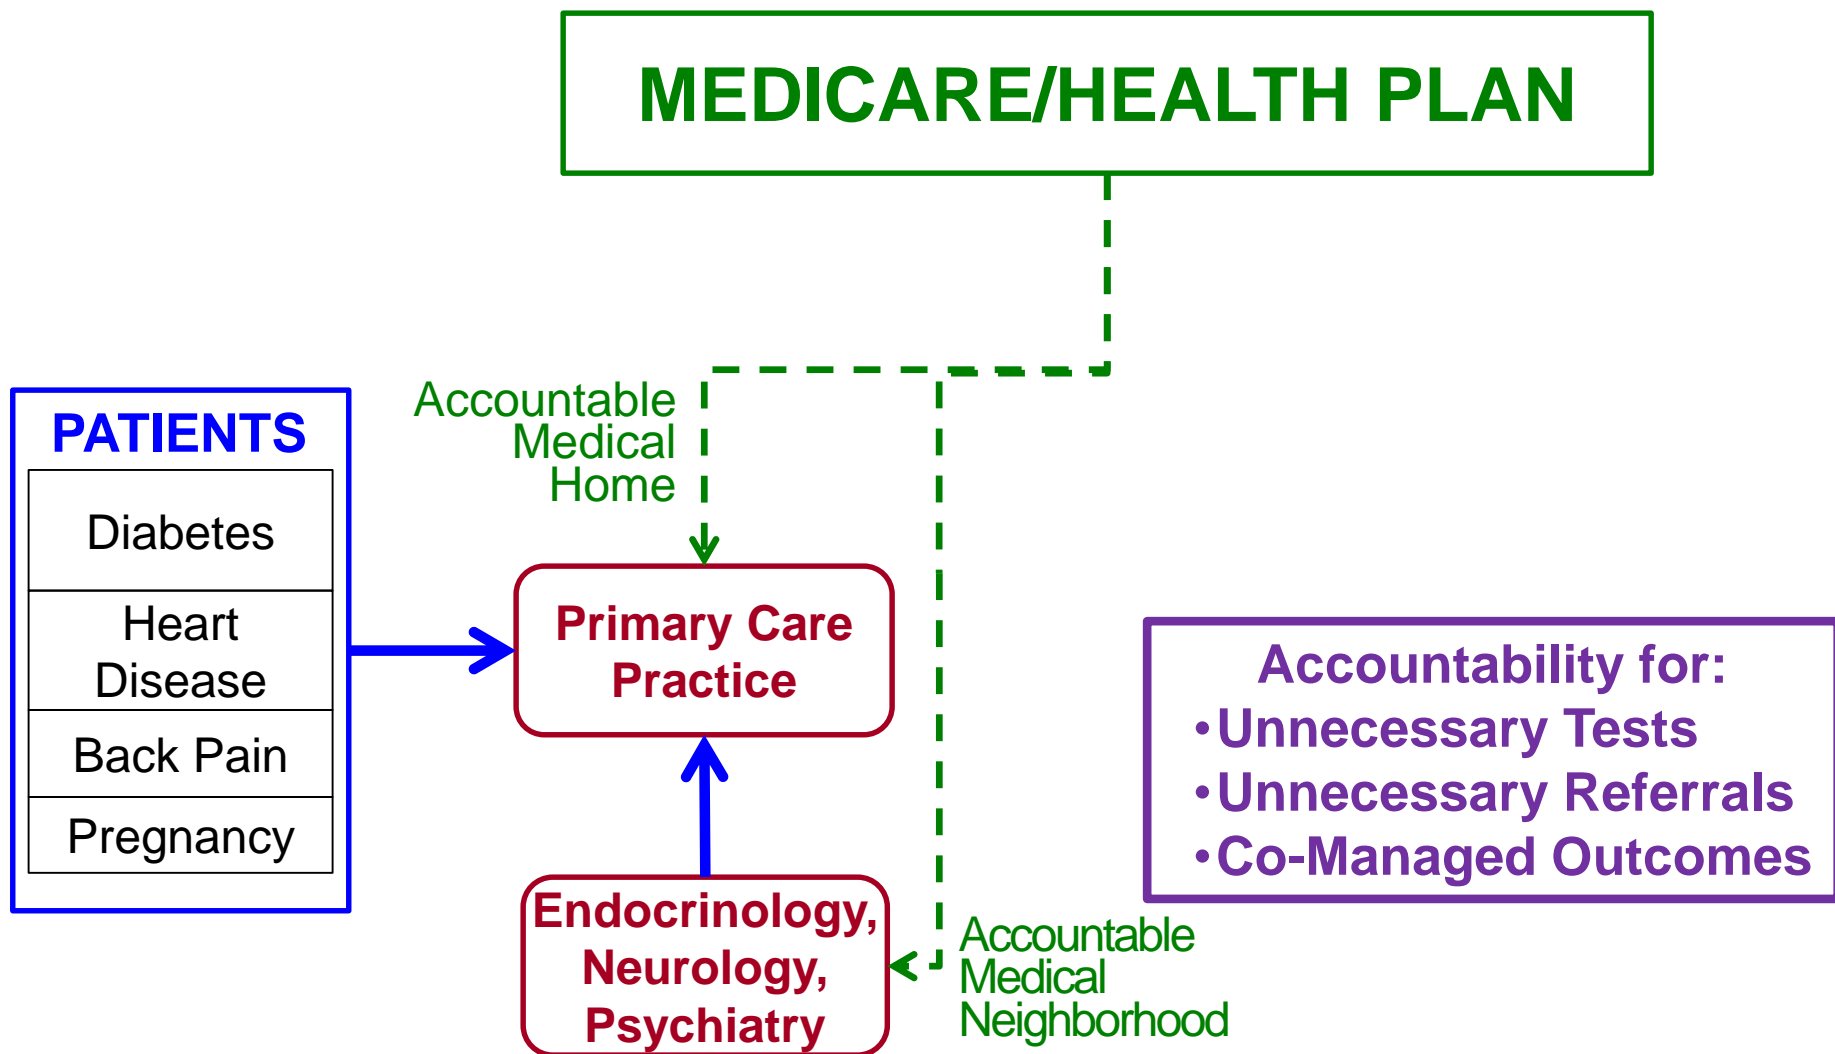 MEDICARE/HEALTH PLAN
PATIENTS
Diabetes
Heart
Disease
Back Pain
Pregnancy
Accountable
Medical
Home
Primary Care
Practice
Endocrinology,
Neurology,
Psychiatry
Accountable
Medical
Neighborhood
Accountability for:
•Unnecessary Tests
•Unnecessary Referrals
•Co-Managed Outcomes